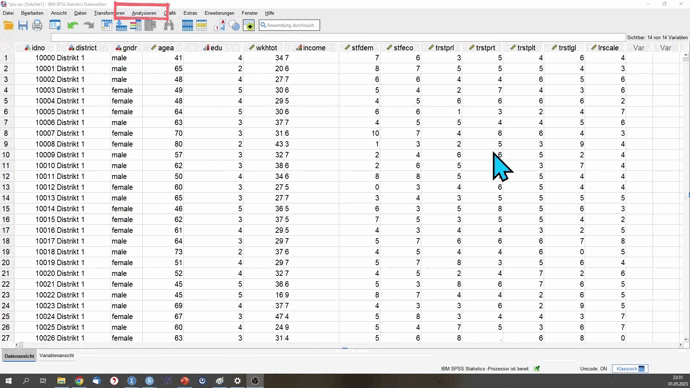 *pss.sav [DataSet1] - IBM SPSS Statistics Dateneditor
Datei Bearbeiten Ansicht Daten Transformieren Analysieren Grafik Extras Erweiterungen Fenster Hilfe
Anwendung durchsuchen
Sichtbar: 14 von 14 Variablen
idno district gndr agea edu wkhtot income stfdem stfeco trstprl trstprt trstplt trstlgl lrscale Var Var
1 10000 Distrikt 1 male 41 4 34 7 7 6 3 5 4 6 4
2 10001 Distrikt 1 male 65 2 20 6 8 7 5 5 5 4 3
3 10002 Distrikt 1 male 48 4 27 7 6 6 4 4 6 5 6
4 10003 Distrikt 1 female 49 5 30 6 5 4 2 7 4 3 6
5 10004 Distrikt 1 female 48 4 29 5 4 5 6 6 6 6 2
6 10005 Distrikt 1 female 64 5 30 6 6 6 1 3 2 4 7
7 10006 Distrikt 1 female 63 3 37 7 4 5 5 4 4 5 6
8 10007 Distrikt 1 female 70 3 31 6 10 7 4 6 6 4 3
9 10008 Distrikt 1 female 80 2 43 3 1 3 2 5 3 9 4
10 10009 Distrikt 1 male 57 3 32 7 2 4 6 6 5 2 4
11 10010 Distrikt 1 male 62 3 38 6 2 6 5 3 7 4
12 10011 Distrikt 1 male 50 4 34 6 8 8 5 5 4 4
13 10012 Distrikt 1 female 60 3 27 5 0 3 4 6 5 4 4
14 10013 Distrikt 1 male 65 3 27 7 3 4 3 5 5 5 5
15 10014 Distrikt 1 female 46 5 36 5 6 3 5 8 5 6 3
16 10015 Distrikt 1 female 62 3 37 5 7 5 3 5 4 4 2
17 10016 Distrikt 1 female 61 4 29 5 4 3 4 4 3 2 5
18 10017 Distrikt 1 male 64 3 29 7 5 7 6 6 6 7 8
19 10018 Distrikt 1 male 73 2 37 6 4 5 4 4 6 0 5
20 10019 Distrikt 1 female 51 4 29 7 5 7 8 3 5 6 4
21 10020 Distrikt 1 male 52 4 32 7 4 5 2 4 7 2 6
22 10021 Distrikt 1 female 45 5 36 6 5 3 8 6 7 6 5
23 10022 Distrikt 1 female 45 5 16 9 8 7 4 4 2 6 5
24 10023 Distrikt 1 male 69 4 37 7 4 3 3 6 2 9 5
25 10024 Distrikt 1 female 67 3 47 4 5 8 4 3 7 3 4
26 10025 Distrikt 1 male 60 4 24 9 5 4 7 5 3 6 7
27 10026 Distrikt 1 female 63 3 31 4 6 7 8 . 6 8 0
Datenansicht Variablenansicht
IBM SPSS Statistics -Prozessor ist bereit Unicode: ON Klassisch
23:31
01.05.2023